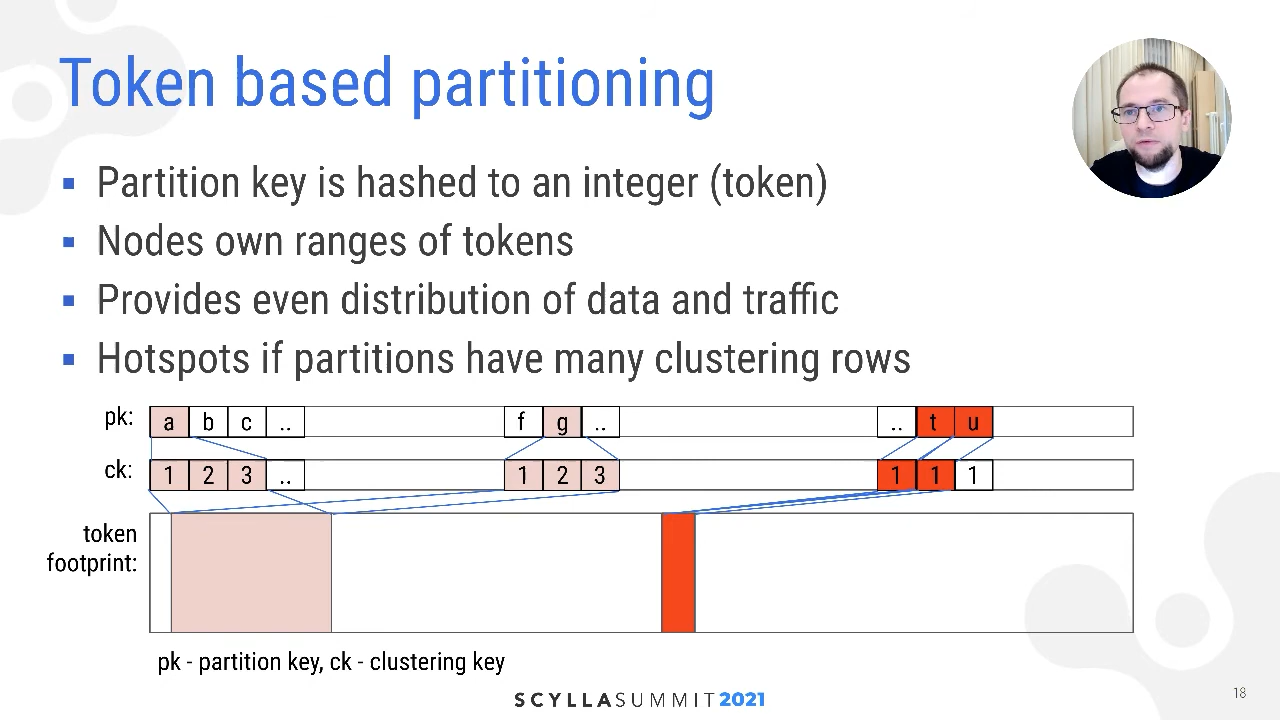 Token based partitioning
Partition key is hashed to an integer (token)
Nodes own ranges of tokens
Provides even distribution of data and traffic
Hotspots if partitions have many clustering rows
pk: a b c .. f g .. .. t u
ck: 1 2 3 .. 1 2 3 1 1 1
token
footprint:
pk - partition key, ck - clustering key
SCYLLASUMMIT2021
18